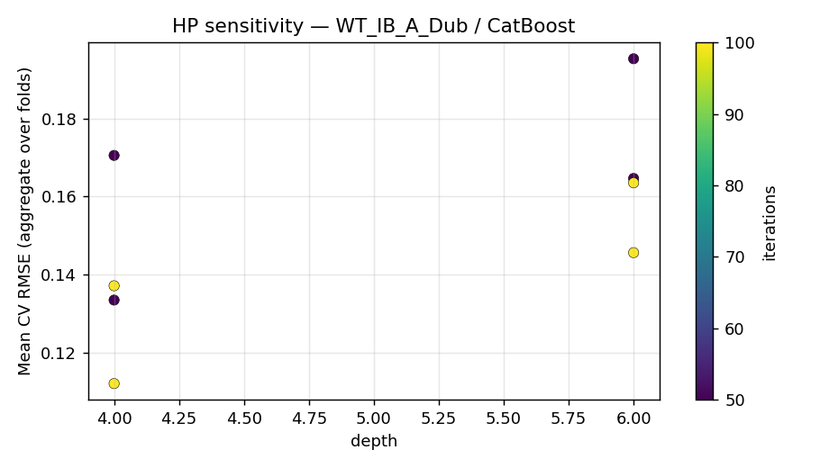 HP sensitivity — WT_IB_A_Dub / CatBoost
Mean CV RMSE (aggregate over folds)
0.18
0.16
0.14
0.12
4.00 4.25 4.50 4.75 5.00 5.25 5.50 5.75 6.00
depth
100
90
80
70
60
50
iterations